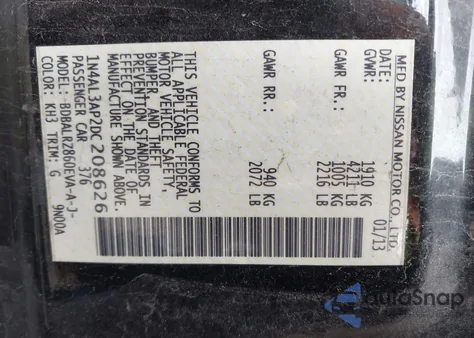 MFD BY NISSAN MOTOR CO., LTD.
DATE: 01/13
GVWR: 1910 KG
4211 LB
GAWR FR: 1005 KG
2216 LB
GAWR RR: 940 KG
2072 LB
THIS VEHICLE CONFORMS TO
ALL APPLICABLE FEDERAL
MOTOR VEHICLE SAFETY,
BUMPER, AND THEFT
PREVENTION STANDARDS IN
EFFECT ON THE DATE OF
MANUFACTURE SHOWN ABOVE.
1N4AL3AP2DC208626
PASSENGER CAR 376
MODEL: BDBALRZB60EVA-A-J-
COLOR: KH3 TRIM: G 9N00A
AutoSnap